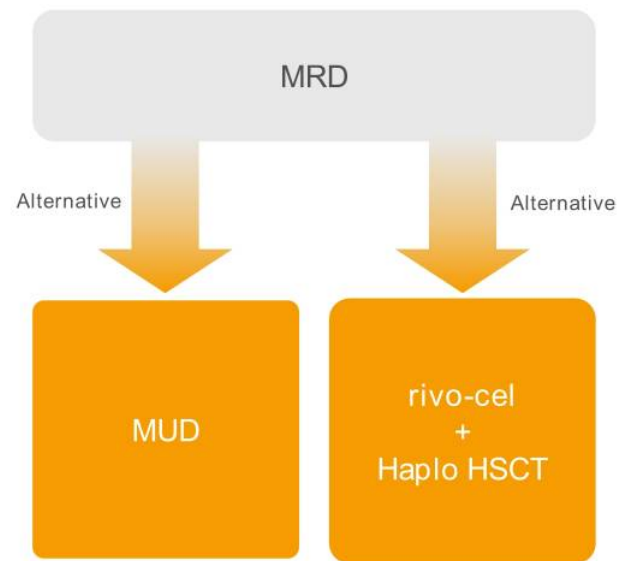 MRD
Alternative
Alternative
MUD
rivo-cel
+
Haplo HSCT